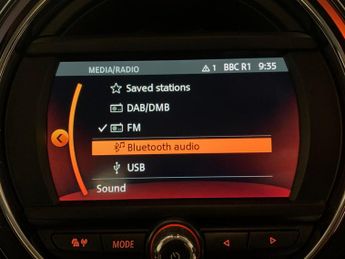 MEDIA/RADIO 1 BBC R1 9:35
Saved stations
DAB/DMB
FM
Bluetooth audio
USB
Sound
MODE